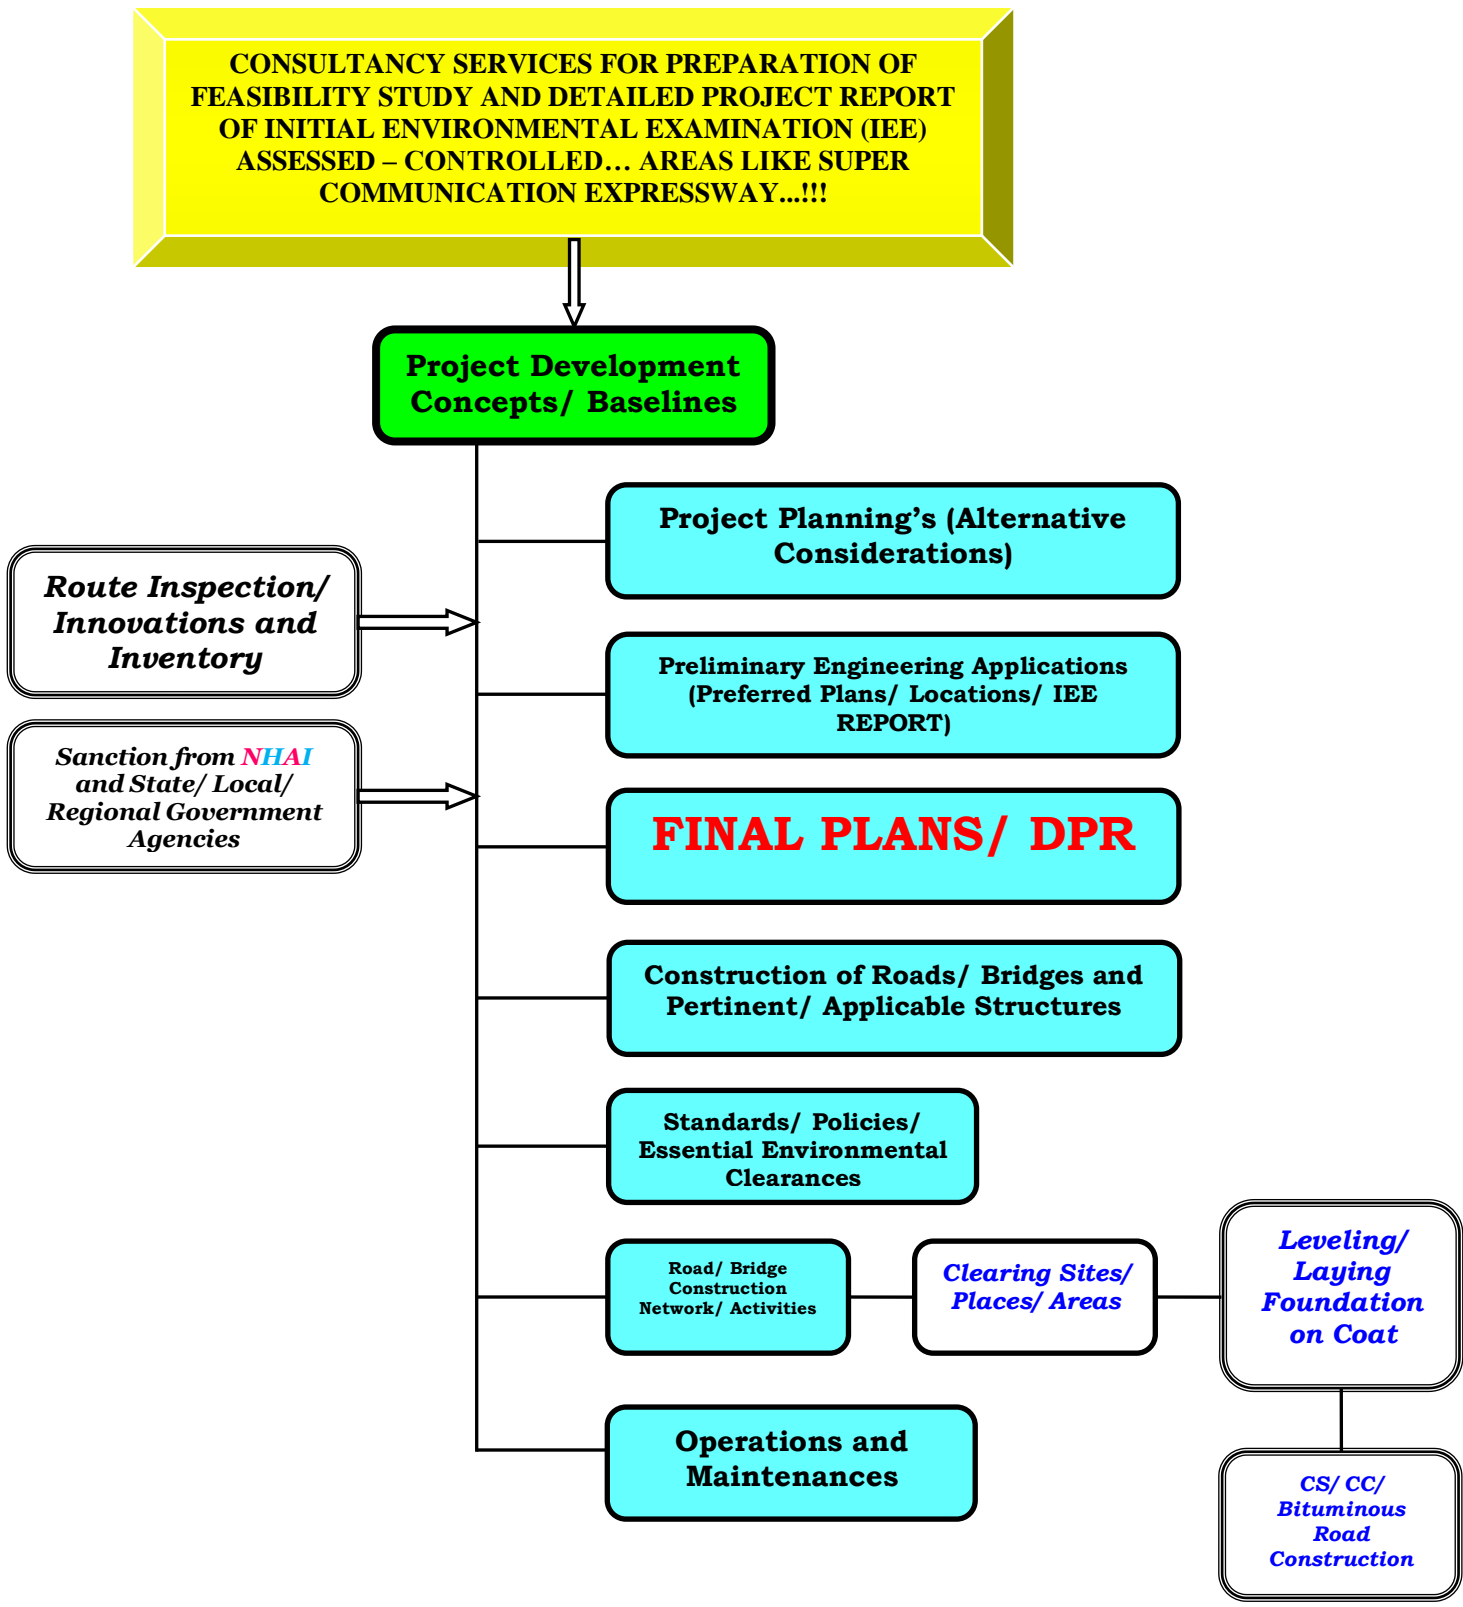 CONSULTANCY SERVICES FOR PREPARATION OF
FEASIBILITY STUDY AND DETAILED PROJECT REPORT
OF INITIAL ENVIRONMENTAL EXAMINATION (IEE)
ASSESSED – CONTROLLED… AREAS LIKE SUPER
COMMUNICATION EXPRESSWAY...!!!
Project Development
Concepts/ Baselines
Project Planning’s (Alternative
Considerations)
Route Inspection/
Innovations and
Inventory
Preliminary Engineering Applications
(Preferred Plans/ Locations/ IEE
REPORT)
Sanction from NHAI
and State/ Local/
Regional Government
Agencies
FINAL PLANS/ DPR
Construction of Roads/ Bridges and
Pertinent/ Applicable Structures
Standards/ Policies/
Essential Environmental
Clearances
Road/ Bridge
Construction
Network/ Activities
Clearing Sites/
Places/ Areas
Leveling/
Laying
Foundation
on Coat
Operations and
Maintenances
CS/ CC/
Bituminous
Road
Construction